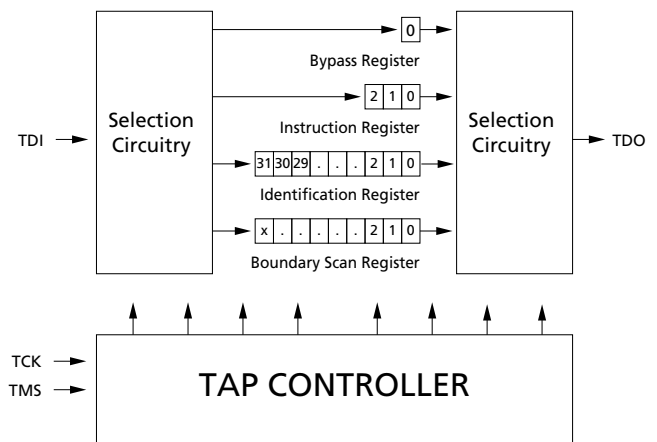 0
Bypass Register
2 1 0
Instruction Register
Selection
Circuitry
Selection
Circuitry
TDI
TDO
31 30 29 . . . 2 1 0
Identification Register
x . . . . . 2 1 0
Boundary Scan Register
TCK
TMS
TAP CONTROLLER